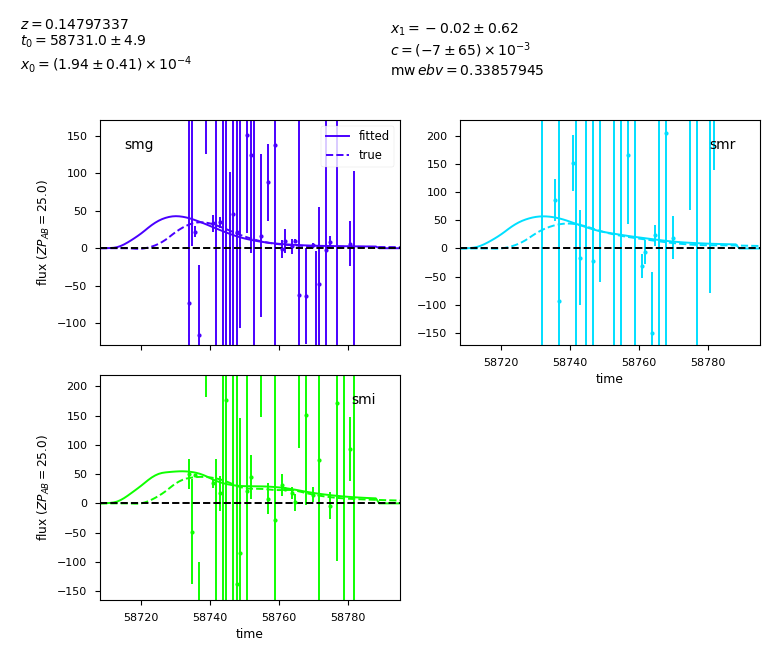 z = 0.14797337
t₀ = 58731.0 ± 4.9
x₀ = (1.94 ± 0.41) × 10⁻⁴
x₁ = −0.02 ± 0.62
c = (−7 ± 65) × 10⁻³
mw ebv = 0.33857945
smg
fitted
true
150
100
50
0
−50
−100
flux (ZP_AB = 25.0)
smr
200
150
100
50
0
−50
−100
−150
58720 58740 58760 58780
time
smi
200
150
100
50
0
−50
−100
−150
flux (ZP_AB = 25.0)
58720 58740 58760 58780
time